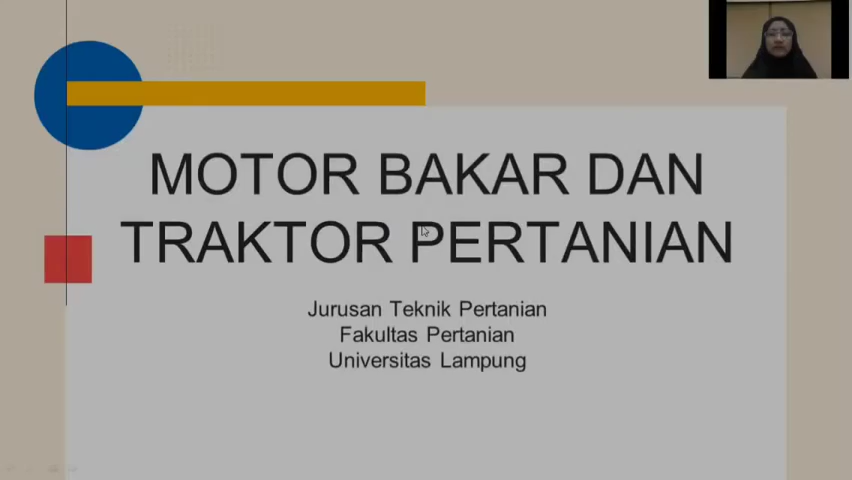 MOTOR BAKAR DAN
TRAKTOR PERTANIAN
Jurusan Teknik Pertanian
Fakultas Pertanian
Universitas Lampung